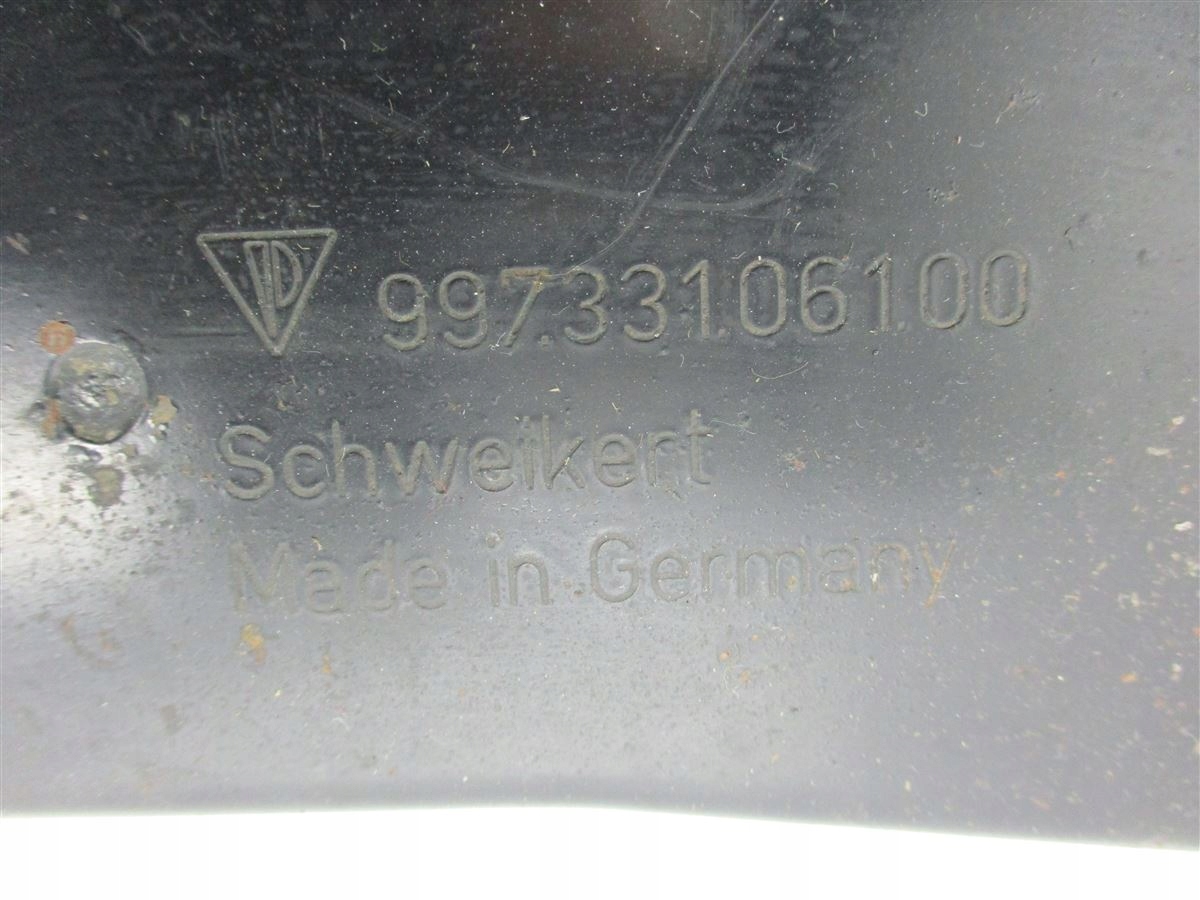 997.331.061.00
Schweikert
Made in Germany